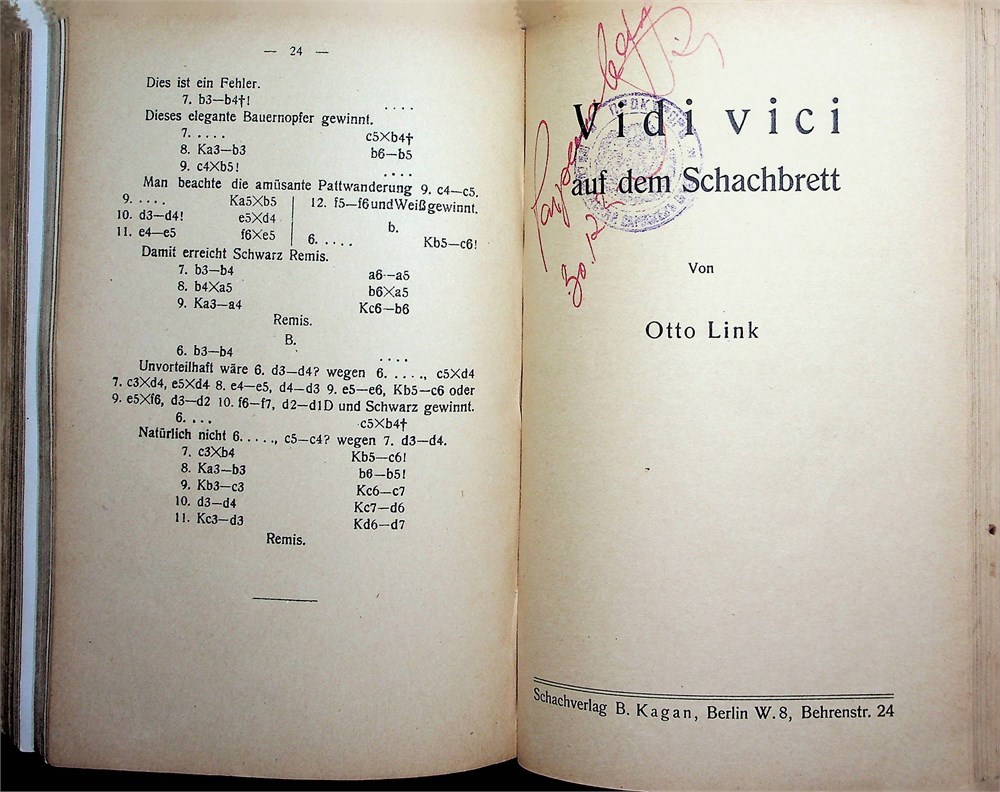 — 24 —
Dies ist ein Fehler.
7. b3—b4†! . . . .
Dieses elegante Bauernopfer gewinnt.
7. . . . . c5×b4†
8. Ka3—b3 b6—b5
9. c4×b5! . . . .
Man beachte die amüsante Pattwanderung 9. c4—c5.
9. . . . . Ka5×b5
10. d3—d4! e5×d4
11. e4—e5 f6×e5
12. f5—f6 und Weiß gewinnt.
b.
6. . . . . Kb5—c6!
Damit erreicht Schwarz Remis.
7. b3—b4 a6—a5
8. b4×a5 b6×a5
9. Ka3—a4 Kc6—b6
Remis.
B.
6. b3—b4 . . . .
Unvorteilhaft wäre 6. d3—d4? wegen 6. . . . ., c5×d4
7. c3×d4, e5×d4 8. e4—e5, d4—d3 9. e5—e6, Kb5—c6 oder
9. e5×f6, d3—d2 10. f6—f7, d2—d1D und Schwarz gewinnt.
6. . . . c5×b4†
Natürlich nicht 6. . . . ., c5—c4? wegen 7. d3—d4.
7. c3×b4 Kb5—c6!
8. Ka3—b3 b6—b5!
9. Kb3—c3 Kc6—c7
10. d3—d4 Kc7—d6
11. Kc3—d3 Kd6—d7
Remis.
Vidi vici
auf dem Schachbrett
Von
Otto Link
Schachverlag B. Kagan, Berlin W. 8, Behrenstr. 24